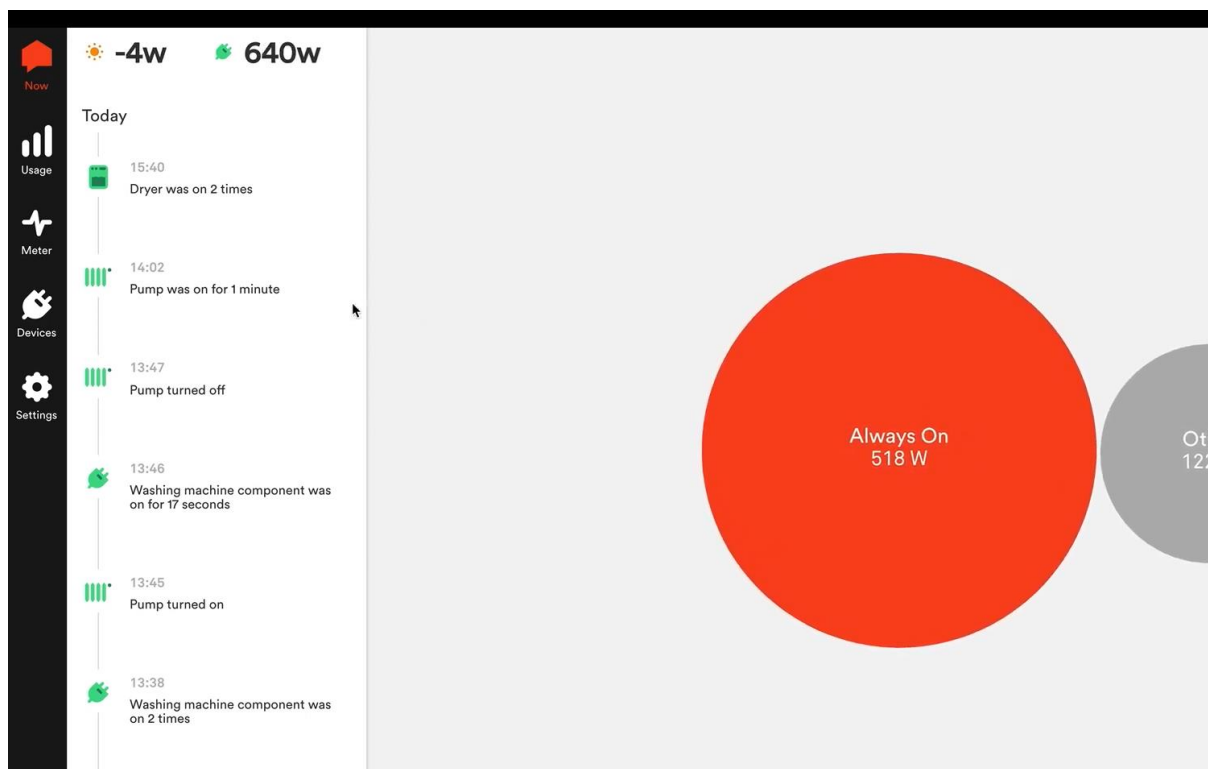 -4w
640w
Now
Usage
Meter
Devices
Settings
Today
15:40
Dryer was on 2 times
14:02
Pump was on for 1 minute
13:47
Pump turned off
13:46
Washing machine component was
on for 17 seconds
13:45
Pump turned on
13:38
Washing machine component was
on 2 times
Always On
518 W
Ot
122